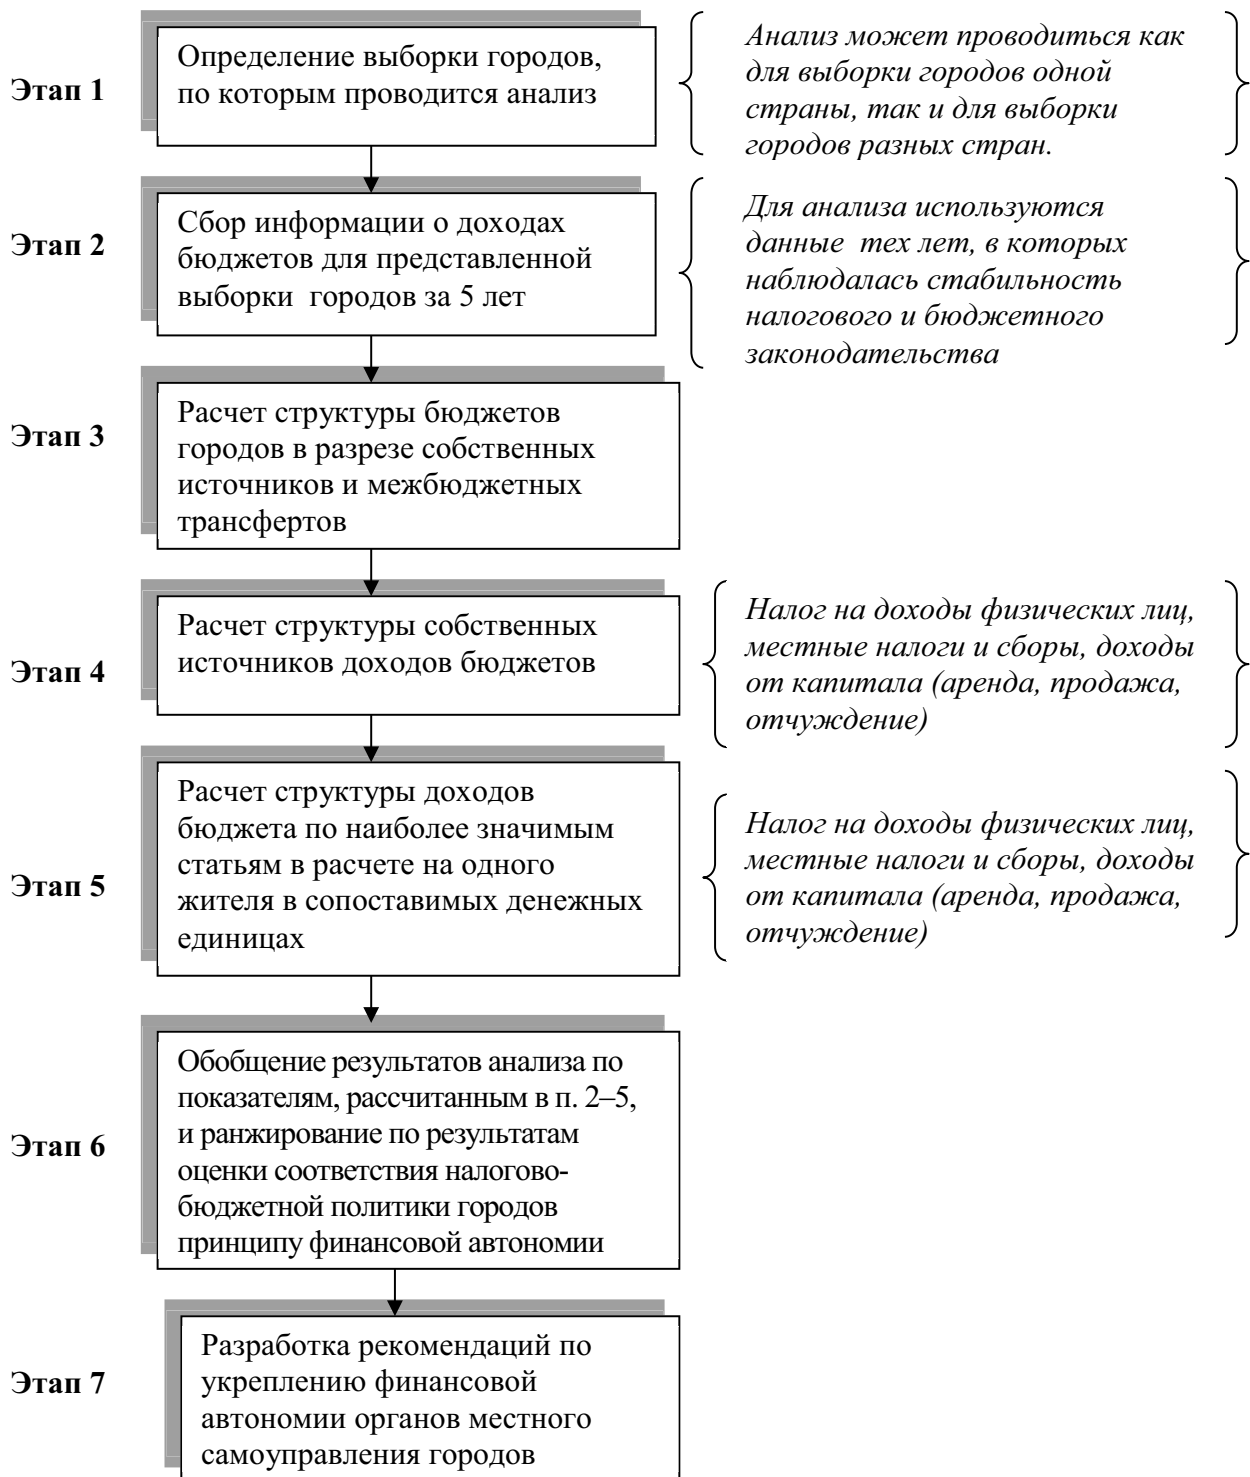 Этап 1
Определение выборки городов,
по которым проводится анализ
Анализ может проводиться как
для выборки городов одной
страны, так и для выборки
городов разных стран.
Этап 2
Сбор информации о доходах
бюджетов для представленной
выборки городов за 5 лет
Для анализа используются
данные тех лет, в которых
наблюдалась стабильность
налогового и бюджетного
законодательства
Этап 3
Расчет структуры бюджетов
городов в разрезе собственных
источников и межбюджетных
трансфертов
Этап 4
Расчет структуры собственных
источников доходов бюджетов
Налог на доходы физических лиц,
местные налоги и сборы, доходы
от капитала (аренда, продажа,
отчуждение)
Этап 5
Расчет структуры доходов
бюджета по наиболее значимым
статьям в расчете на одного
жителя в сопоставимых денежных
единицах
Налог на доходы физических лиц,
местные налоги и сборы, доходы
от капитала (аренда, продажа,
отчуждение)
Этап 6
Обобщение результатов анализа по
показателям, рассчитанным в п. 2–5,
и ранжирование по результатам
оценки соответствия налогово-
бюджетной политики городов
принципу финансовой автономии
Этап 7
Разработка рекомендаций по
укреплению финансовой
автономии органов местного
самоуправления городов